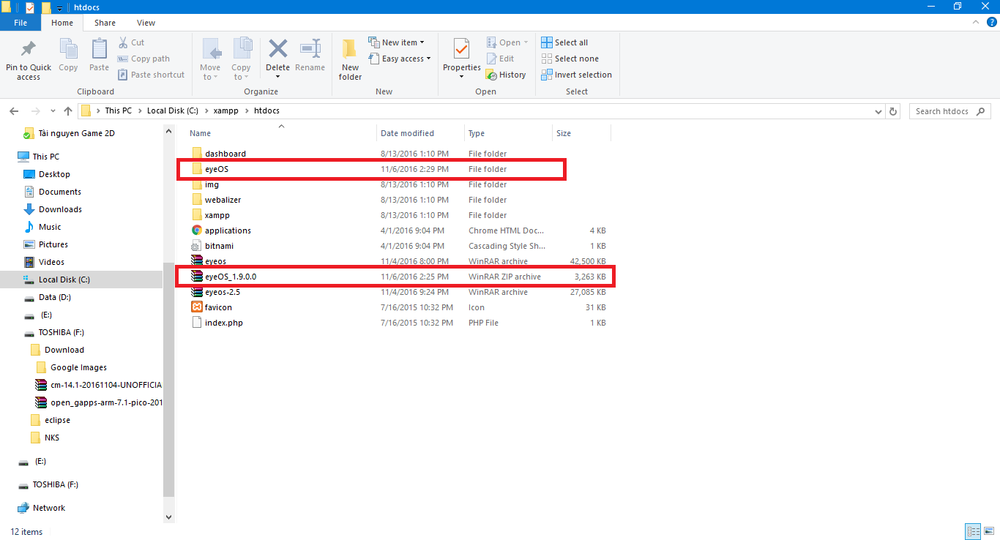 htdocs
File Home Share View
Pin to Quick access
Copy
Paste
Cut
Copy path
Paste shortcut
Clipboard
Move to
Copy to
Delete
Rename
Organize
New folder
New item
Easy access
New
Properties
Open
Edit
History
Open
Select all
Select none
Invert selection
Select
This PC > Local Disk (C:) > xampp > htdocs
Search htdocs
Tài nguyen Game 2D
This PC
Desktop
Documents
Downloads
Music
Pictures
Videos
Local Disk (C:)
Data (D:)
(E:)
TOSHIBA (F:)
Download
Google Images
cm-14.1-20161104-UNOFFICIA
open_gapps-arm-7.1-pico-201
eclipse
NKS
(E:)
TOSHIBA (F:)
Network
Name Date modified Type Size
dashboard 8/13/2016 1:10 PM File folder
eyeOS 11/6/2016 2:29 PM File folder
img 8/13/2016 1:10 PM File folder
webalizer 8/13/2016 1:10 PM File folder
xampp 8/13/2016 1:10 PM File folder
applications 4/1/2016 9:04 PM Chrome HTML Doc... 4 KB
bitnami 4/1/2016 9:04 PM Cascading Style Sh... 1 KB
eyeos 11/4/2016 8:00 PM WinRAR archive 42,500 KB
eyeOS_1.9.0.0 11/6/2016 2:25 PM WinRAR ZIP archive 3,263 KB
eyeos-2.5 11/4/2016 9:24 PM WinRAR archive 27,085 KB
favicon 7/16/2015 10:32 PM Icon 31 KB
index.php 7/16/2015 10:32 PM PHP File 1 KB
12 items